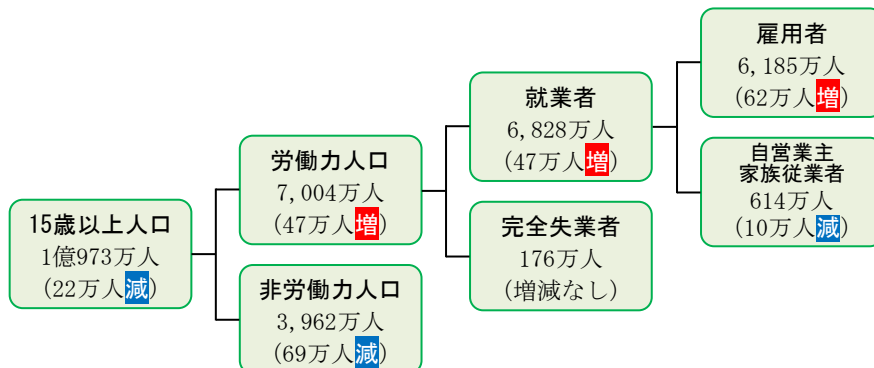 15歳以上人口
1億973万人
(22万人減)
労働力人口
7,004万人
(47万人増)
非労働力人口
3,962万人
(69万人減)
就業者
6,828万人
(47万人増)
完全失業者
176万人
(増減なし)
雇用者
6,185万人
(62万人増)
自営業主
家族従業者
614万人
(10万人減)